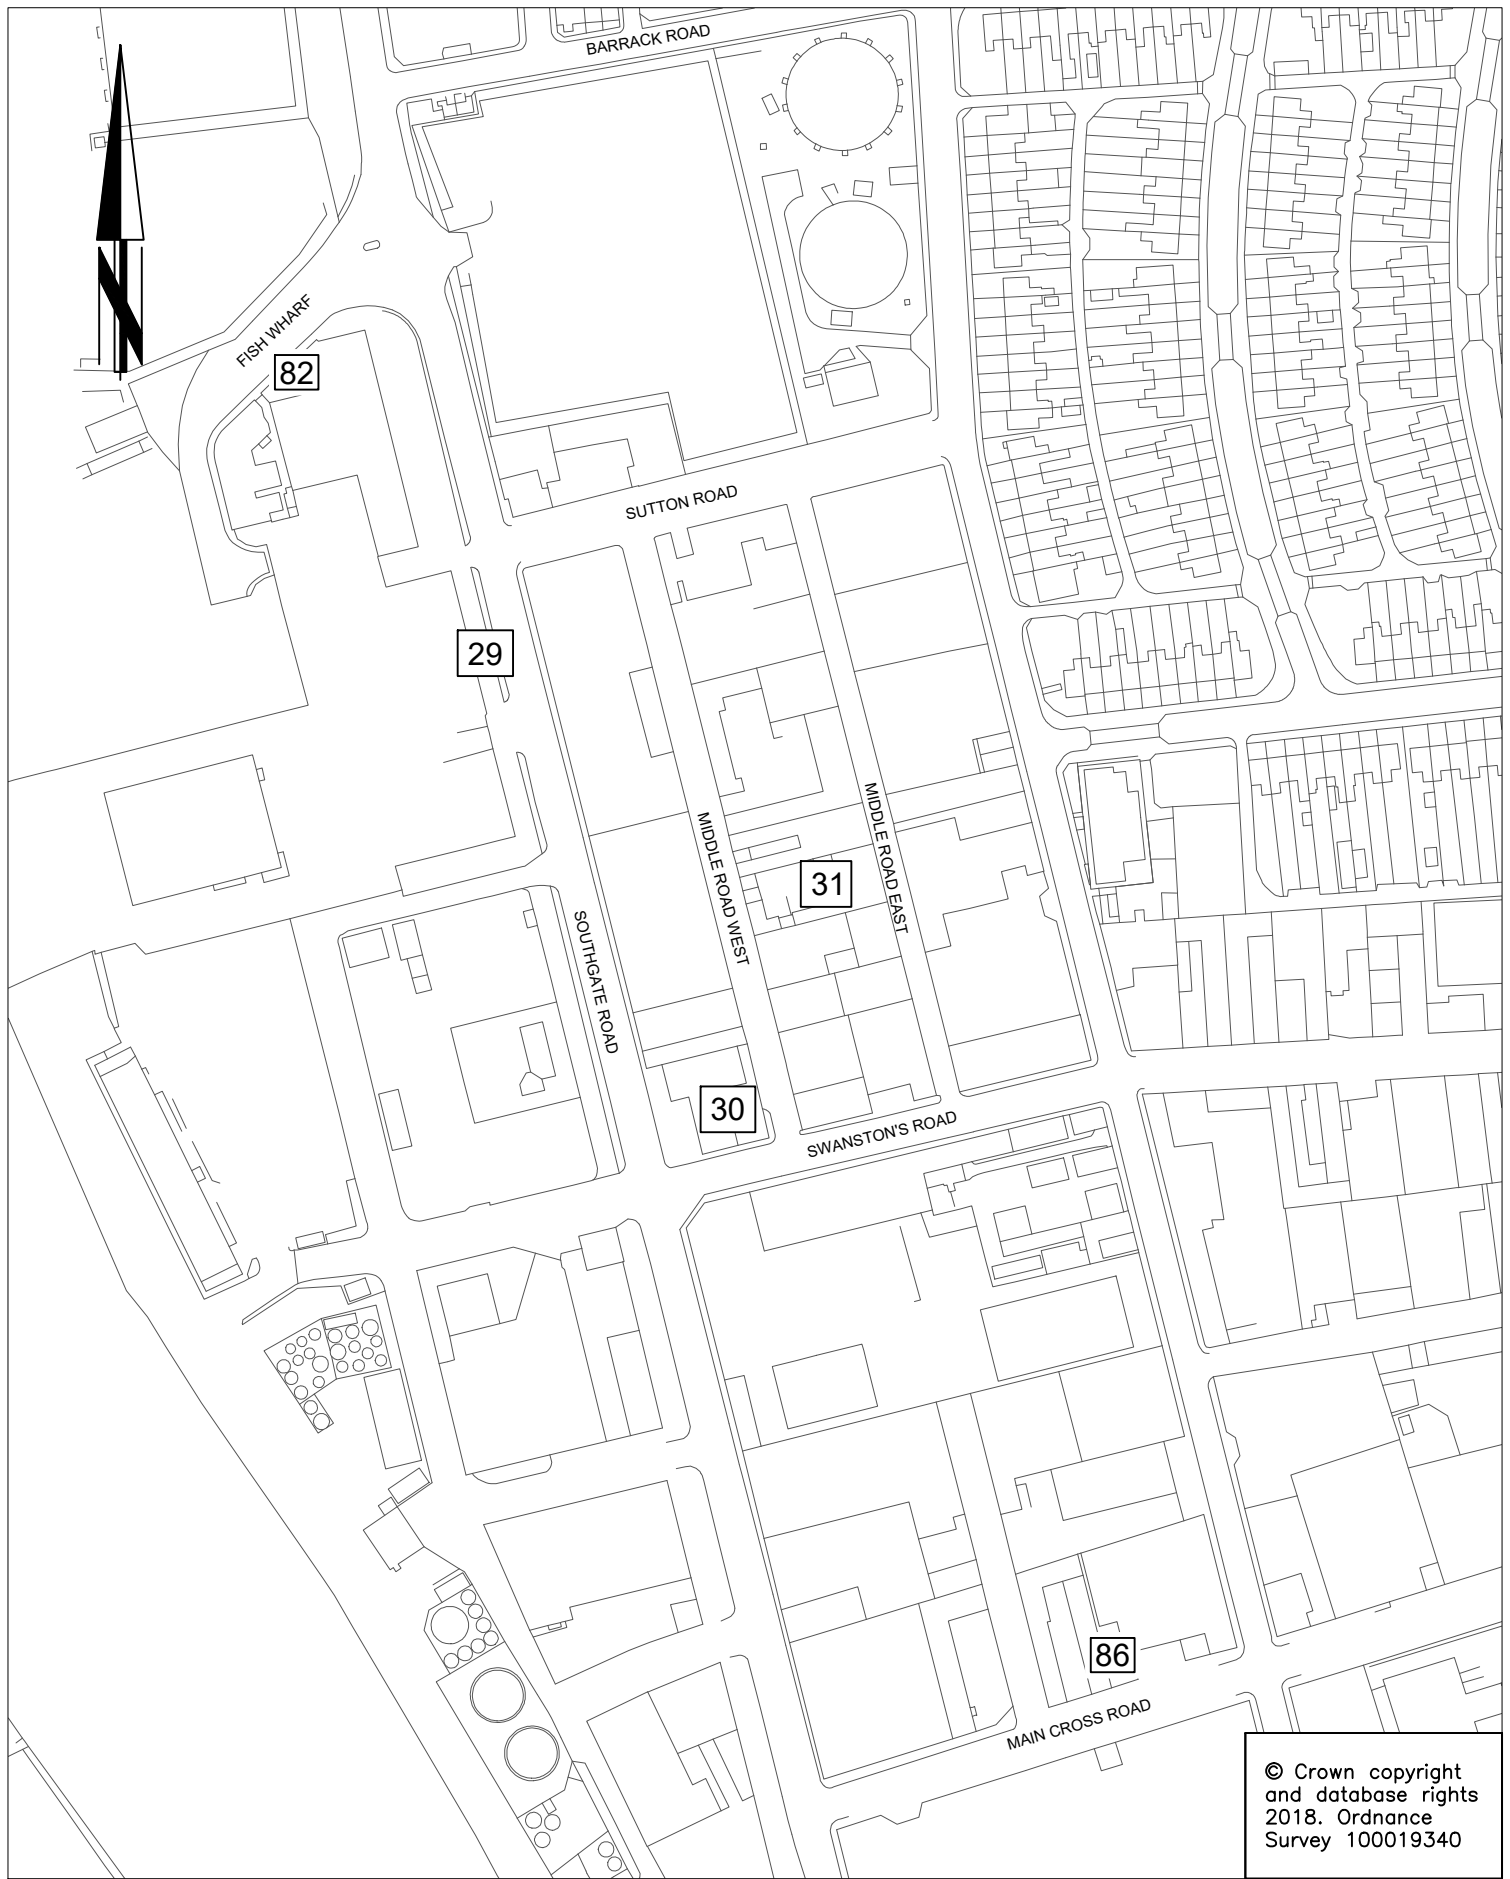 BARRACK ROAD
FISH WHARF
82
SUTTON ROAD
29
MIDDLE ROAD WEST
MIDDLE ROAD EAST
31
SOUTHGATE ROAD
30
SWANSTON'S ROAD
86
MAIN CROSS ROAD
© Crown copyright
and database rights
2018. Ordnance
Survey 100019340
N